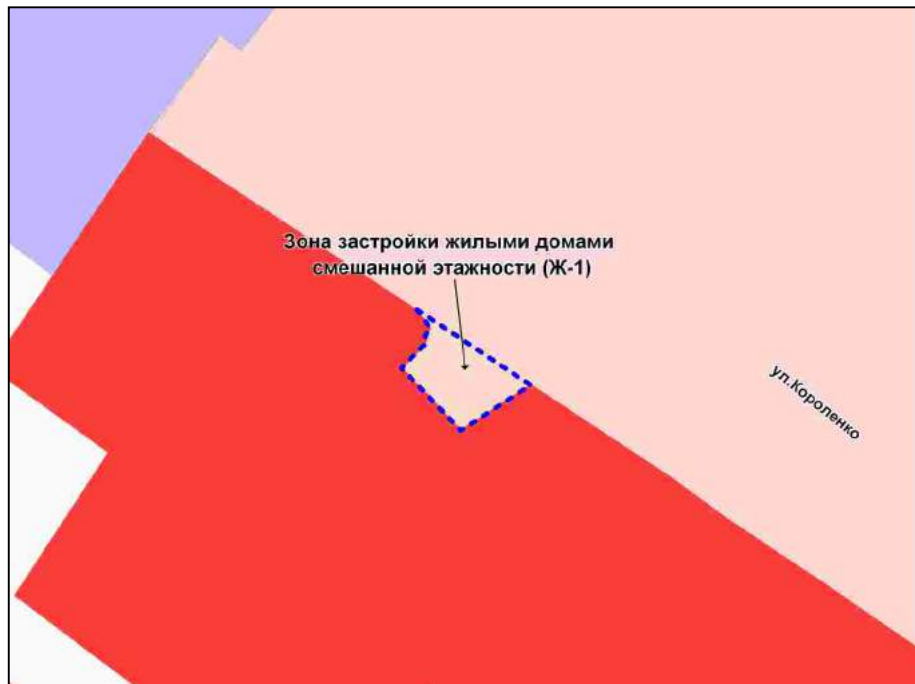 Зона застройки жилыми домами
смешанной этажности (Ж-1)
ул.Короленко